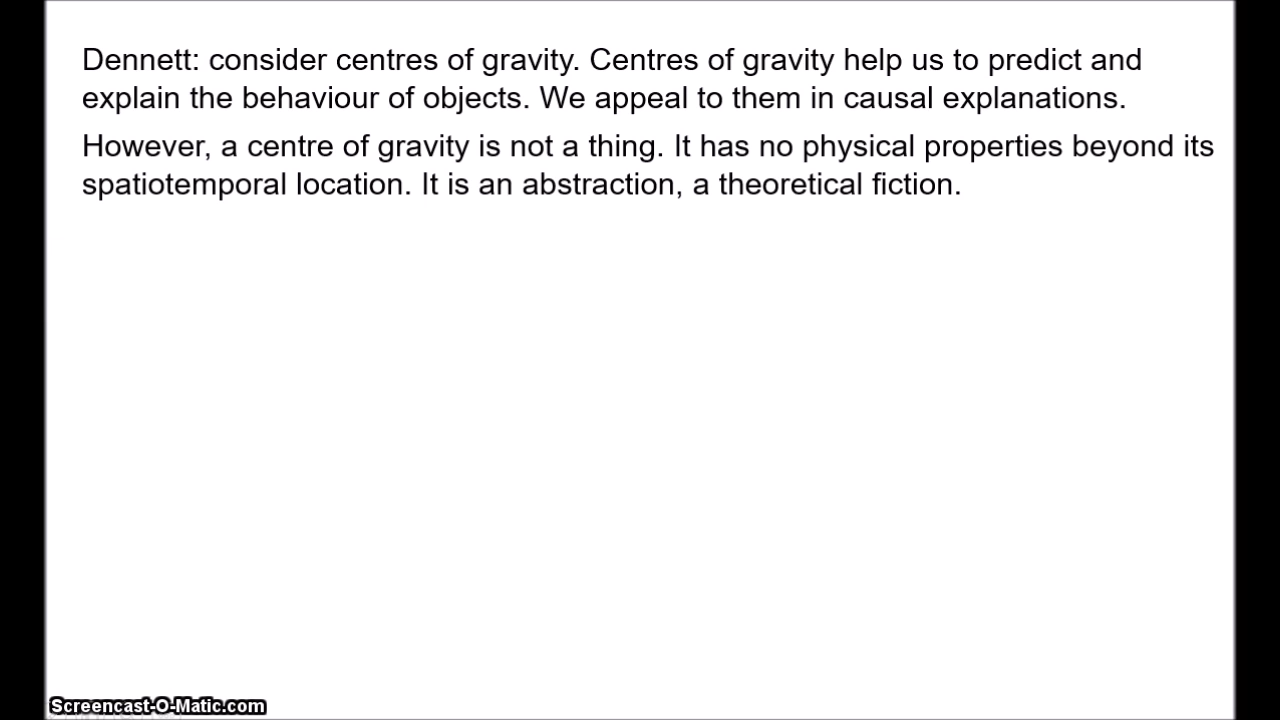 Dennett: consider centres of gravity. Centres of gravity help us to predict and
explain the behaviour of objects. We appeal to them in causal explanations.
However, a centre of gravity is not a thing. It has no physical properties beyond its
spatiotemporal location. It is an abstraction, a theoretical fiction.
Screencast-O-Matic.com